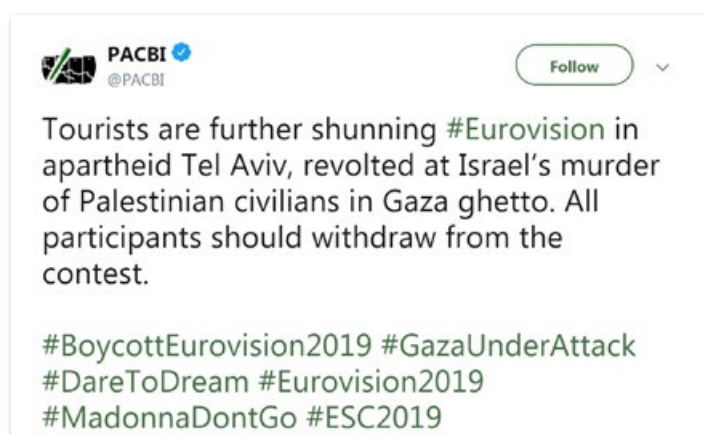 PACBI
@PACBI
Follow
Tourists are further shunning #Eurovision in
apartheid Tel Aviv, revolted at Israel's murder
of Palestinian civilians in Gaza ghetto. All
participants should withdraw from the
contest.
#BoycottEurovision2019 #GazaUnderAttack
#DareToDream #Eurovision2019
#MadonnaDontGo #ESC2019